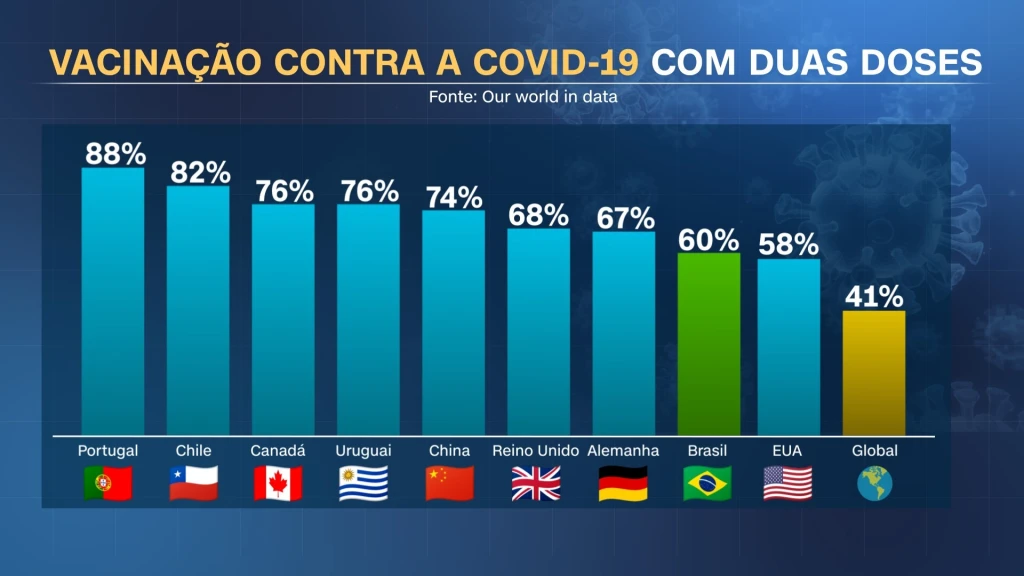 VACINAÇÃO CONTRA A COVID-19 COM DUAS DOSES
Fonte: Our world in data
88% 82% 76% 76% 74% 68% 67% 60% 58% 41%
Portugal Chile Canadá Uruguai China Reino Unido Alemanha Brasil EUA Global